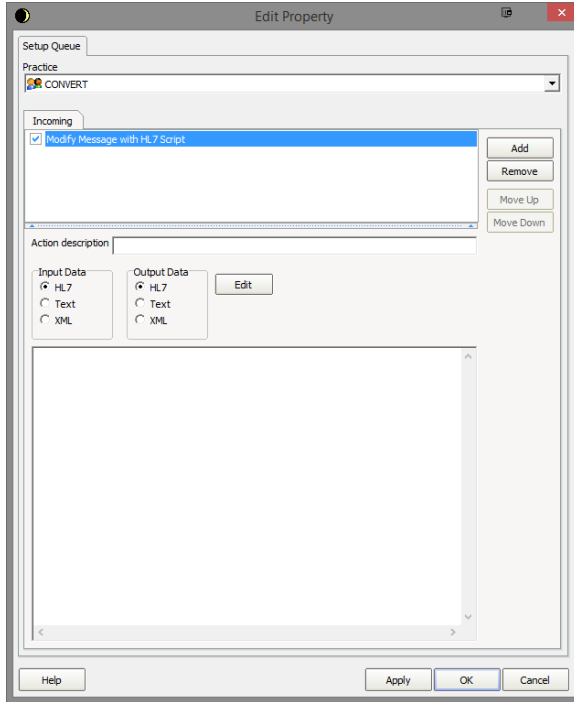 Edit Property
Setup Queue
Practice
CONVERT
Incoming
Modify Message with HL7 Script
Add
Remove
Move Up
Move Down
Action description
Input Data
HL7
Text
XML
Output Data
HL7
Text
XML
Edit
Help
Apply
OK
Cancel